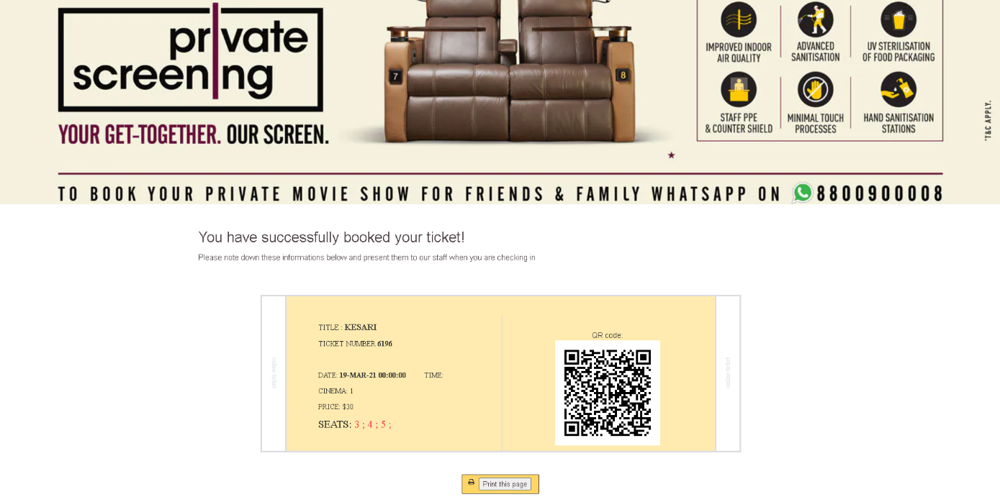 private
screening
YOUR GET-TOGETHER. OUR SCREEN.
7
8
IMPROVED INDOOR
AIR QUALITY
ADVANCED
SANITISATION
UV STERILISATION
OF FOOD PACKAGING
STAFF PPE
& COUNTER SHIELD
MINIMAL TOUCH
PROCESSES
HAND SANITISATION
STATIONS
*T&C APPLY.
TO BOOK YOUR PRIVATE MOVIE SHOW FOR FRIENDS & FAMILY WHATSAPP ON 8800900008
You have successfully booked your ticket!
Please note down these informations below and present them to our staff when you are checking in
online ticket
TITLE : KESARI
TICKET NUMBER 6196
DATE: 19-MAR-21 00:00:00 TIME:
CINEMA: 1
PRICE: $30
SEATS: 3 ; 4 ; 5 ;
QR code:
online ticket
Print this page